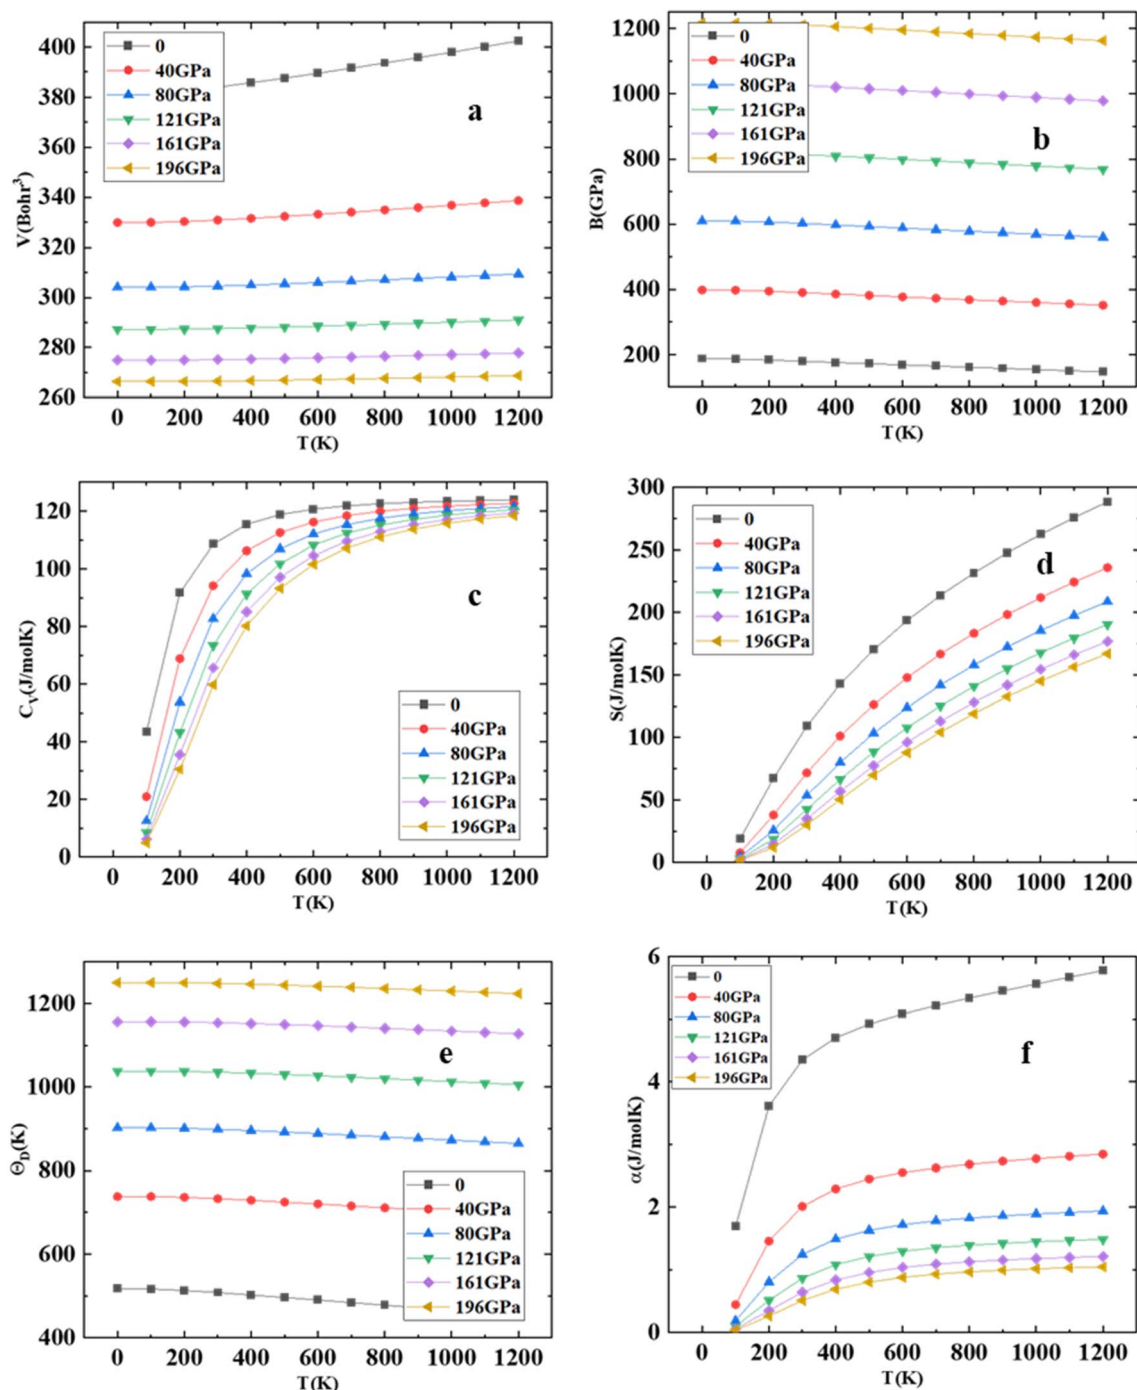 V(Bohr³)
400
380
360
340
320
300
280
260
0
40GPa
80GPa
121GPa
161GPa
196GPa
a
0 200 400 600 800 1000 1200
T(K)
B(GPa)
1200
1000
800
600
400
200
0
40GPa
80GPa
121GPa
161GPa
196GPa
b
0 200 400 600 800 1000 1200
T(K)
C_V(J/molK)
120
100
80
60
40
20
0
c
0
40GPa
80GPa
121GPa
161GPa
196GPa
0 200 400 600 800 1000 1200
T(K)
S(J/molK)
300
250
200
150
100
50
0
0
40GPa
80GPa
121GPa
161GPa
196GPa
d
0 200 400 600 800 1000 1200
T(K)
Θ_D(K)
1200
1000
800
600
400
e
0
40GPa
80GPa
121GPa
161GPa
196GPa
0 200 400 600 800 1000 1200
T(K)
α(J/molK)
6
4
2
0
0
40GPa
80GPa
121GPa
161GPa
196GPa
f
0 200 400 600 800 1000 1200
T(K)